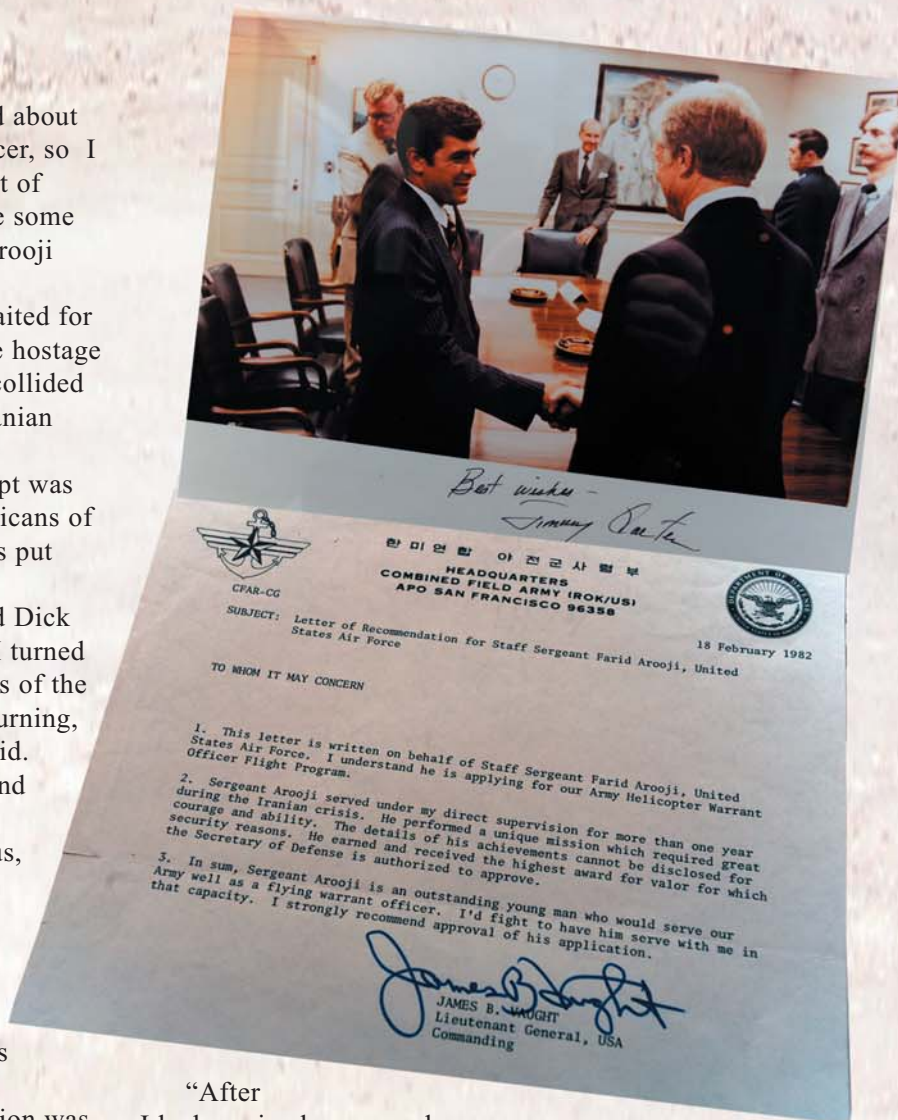 d about
cer, so I
t of
e some
rooji
aited for
e hostage
collided
nian
pt was
icans of
s put
d Dick
I turned
s of the
urning,
id.
nd
us,
s
ion was
"After
Best wishes -
Jimmy Carter
한 미 연 합 야 전 군 사 령 부
HEADQUARTERS
COMBINED FIELD ARMY (ROK/US)
APO SAN FRANCISCO 96358
DEPARTMENT OF DEFENSE
CFAR-CG
18 February 1982
SUBJECT: Letter of Recommendation for Staff Sergeant Farid Arooji, United
States Air Force
TO WHOM IT MAY CONCERN
1. This letter is written on behalf of Staff Sergeant Farid Arooji, United
States Air Force. I understand he is applying for our Army Helicopter Warrant
Officer Flight Program.
2. Sergeant Arooji served under my direct supervision for more than one year
during the Iranian crisis. He performed a unique mission which required great
courage and ability. The details of his achievements cannot be disclosed for
security reasons. He earned and received the highest award for valor for which
the Secretary of Defense is authorized to approve.
3. In sum, Sergeant Arooji is an outstanding young man who would serve our
Army well as a flying warrant officer. I'd fight to have him serve with me in
that capacity. I strongly recommend approval of his application.
James B Vaught
JAMES B. VAUGHT
Lieutenant General, USA
Commanding